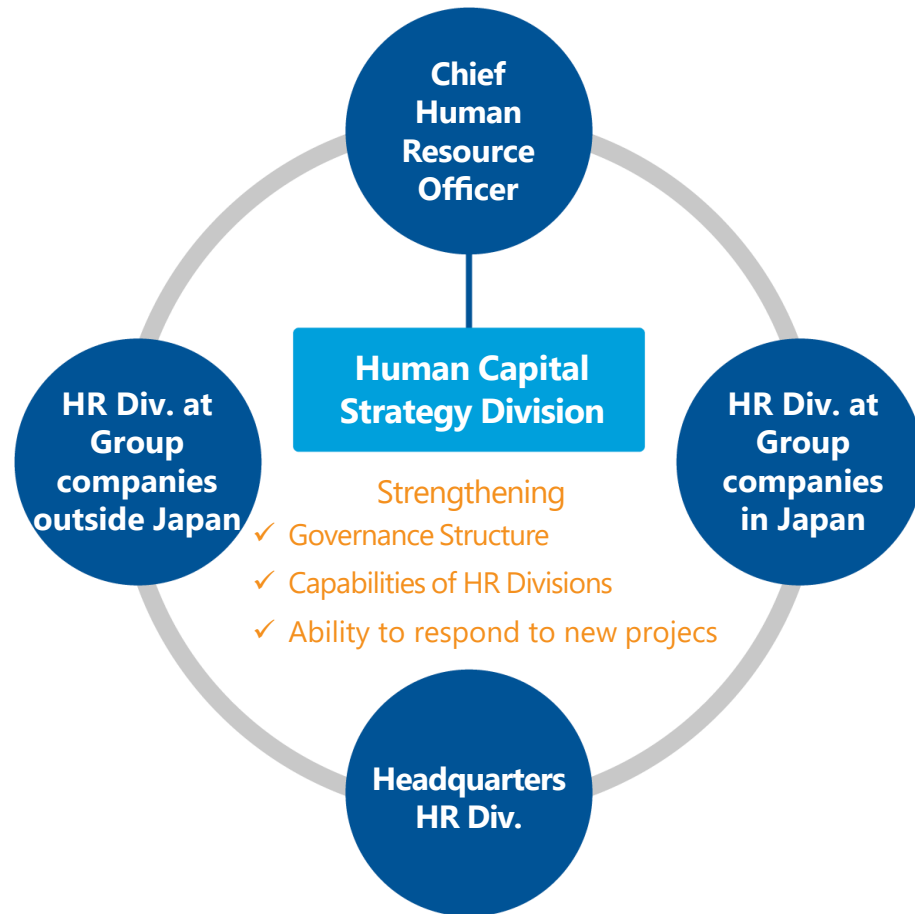 Chief
Human
Resource
Officer
Human Capital
Strategy Division
HR Div. at
Group
companies
outside Japan
HR Div. at
Group
companies
in Japan
Strengthening
✓ Governance Structure
✓ Capabilities of HR Divisions
✓ Ability to respond to new projecs
Headquarters
HR Div.